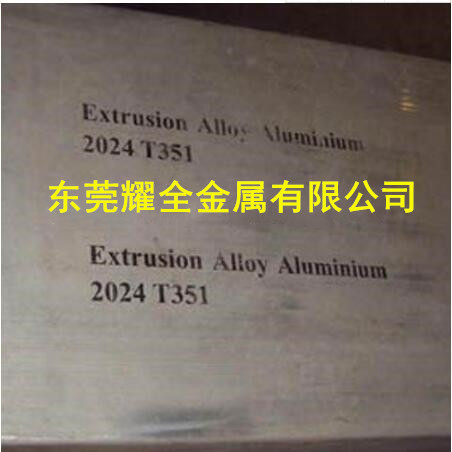 Extrusion Alloy Aluminium
2024 T351
东莞耀全金属有限公司
Extrusion Alloy Aluminium
2024 T351